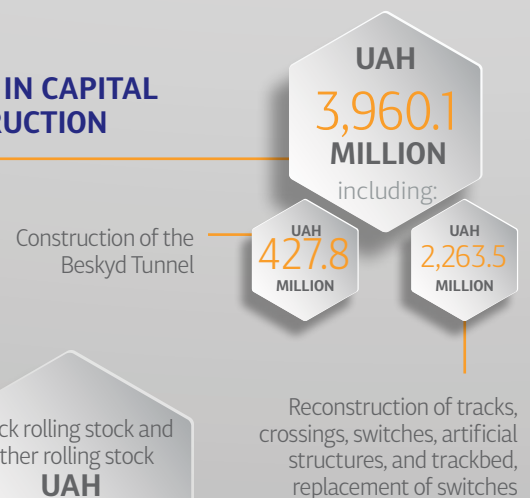 IN CAPITAL
RUCTION
UAH
3,960.1
MILLION
including:
Construction of the
Beskyd Tunnel
UAH
427.8
MILLION
UAH
2,263.5
MILLION
Reconstruction of tracks,
crossings, switches, artificial
structures, and trackbed,
replacement of switches
ck rolling stock and
ther rolling stock
UAH